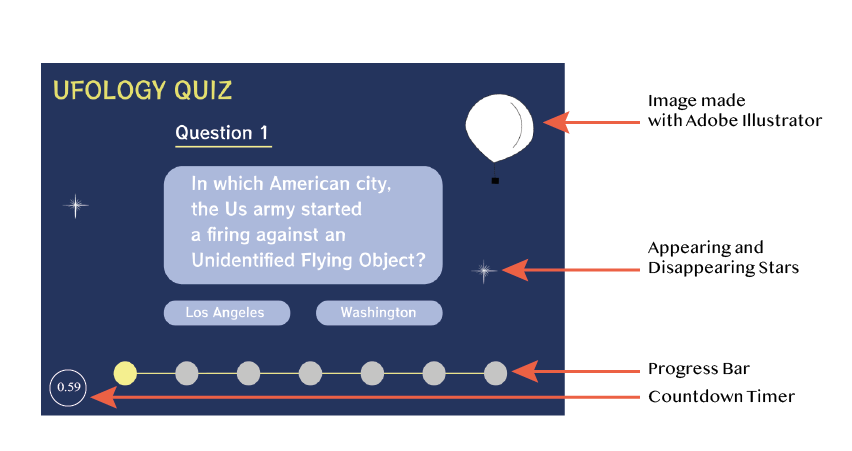 UFOLOGY QUIZ
Question 1
In which American city,
the Us army started
a firing against an
Unidentified Flying Object?
Los Angeles
Washington
0.59
Image made
with Adobe Illustrator
Appearing and
Disappearing Stars
Progress Bar
Countdown Timer